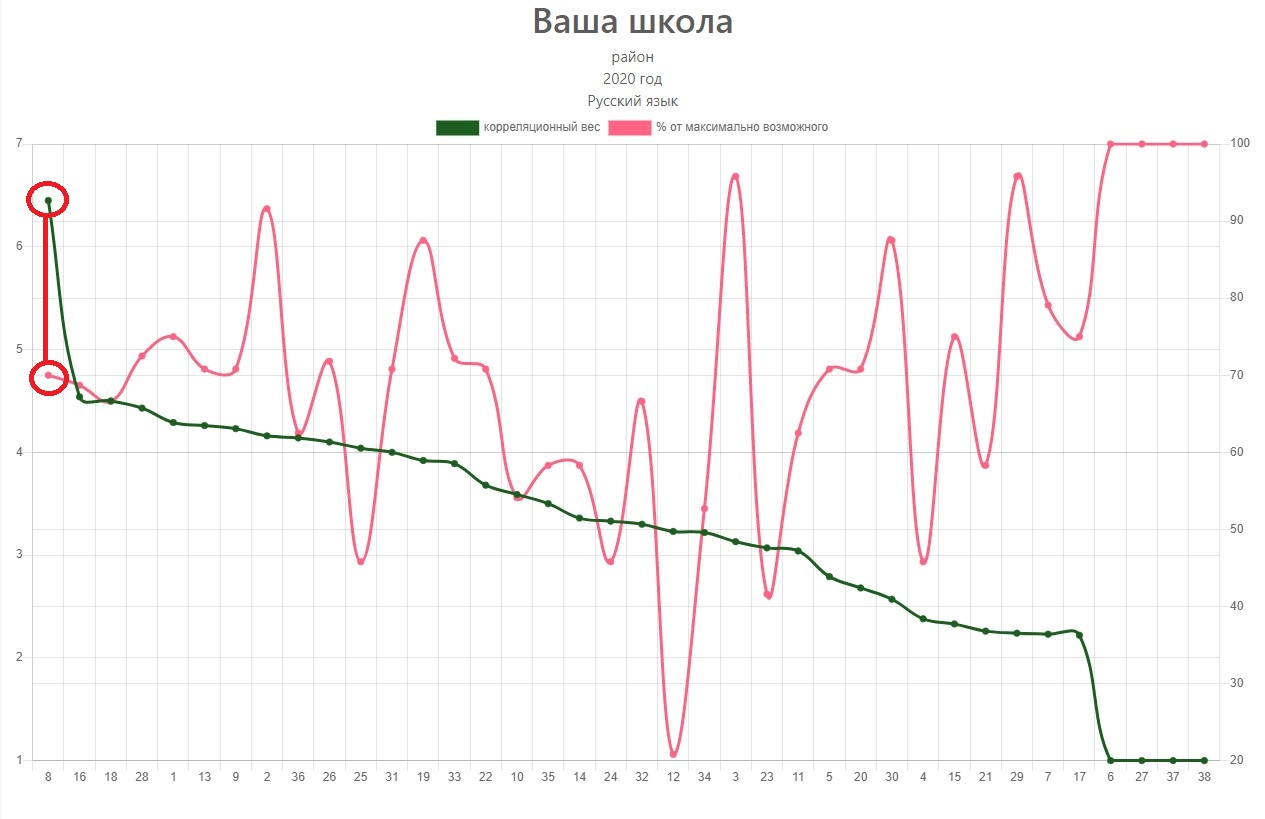 Ваша школа
район
2020 год
Русский язык
корреляционный вес % от максимально возможного
7 100
90
6
80
5
70
4 60
50
3
40
2
30
1 20
8 16 18 28 1 13 9 2 36 26 25 31 19 33 22 10 35 14 24 32 12 34 3 23 11 5 20 30 4 15 21 29 7 17 6 27 37 38